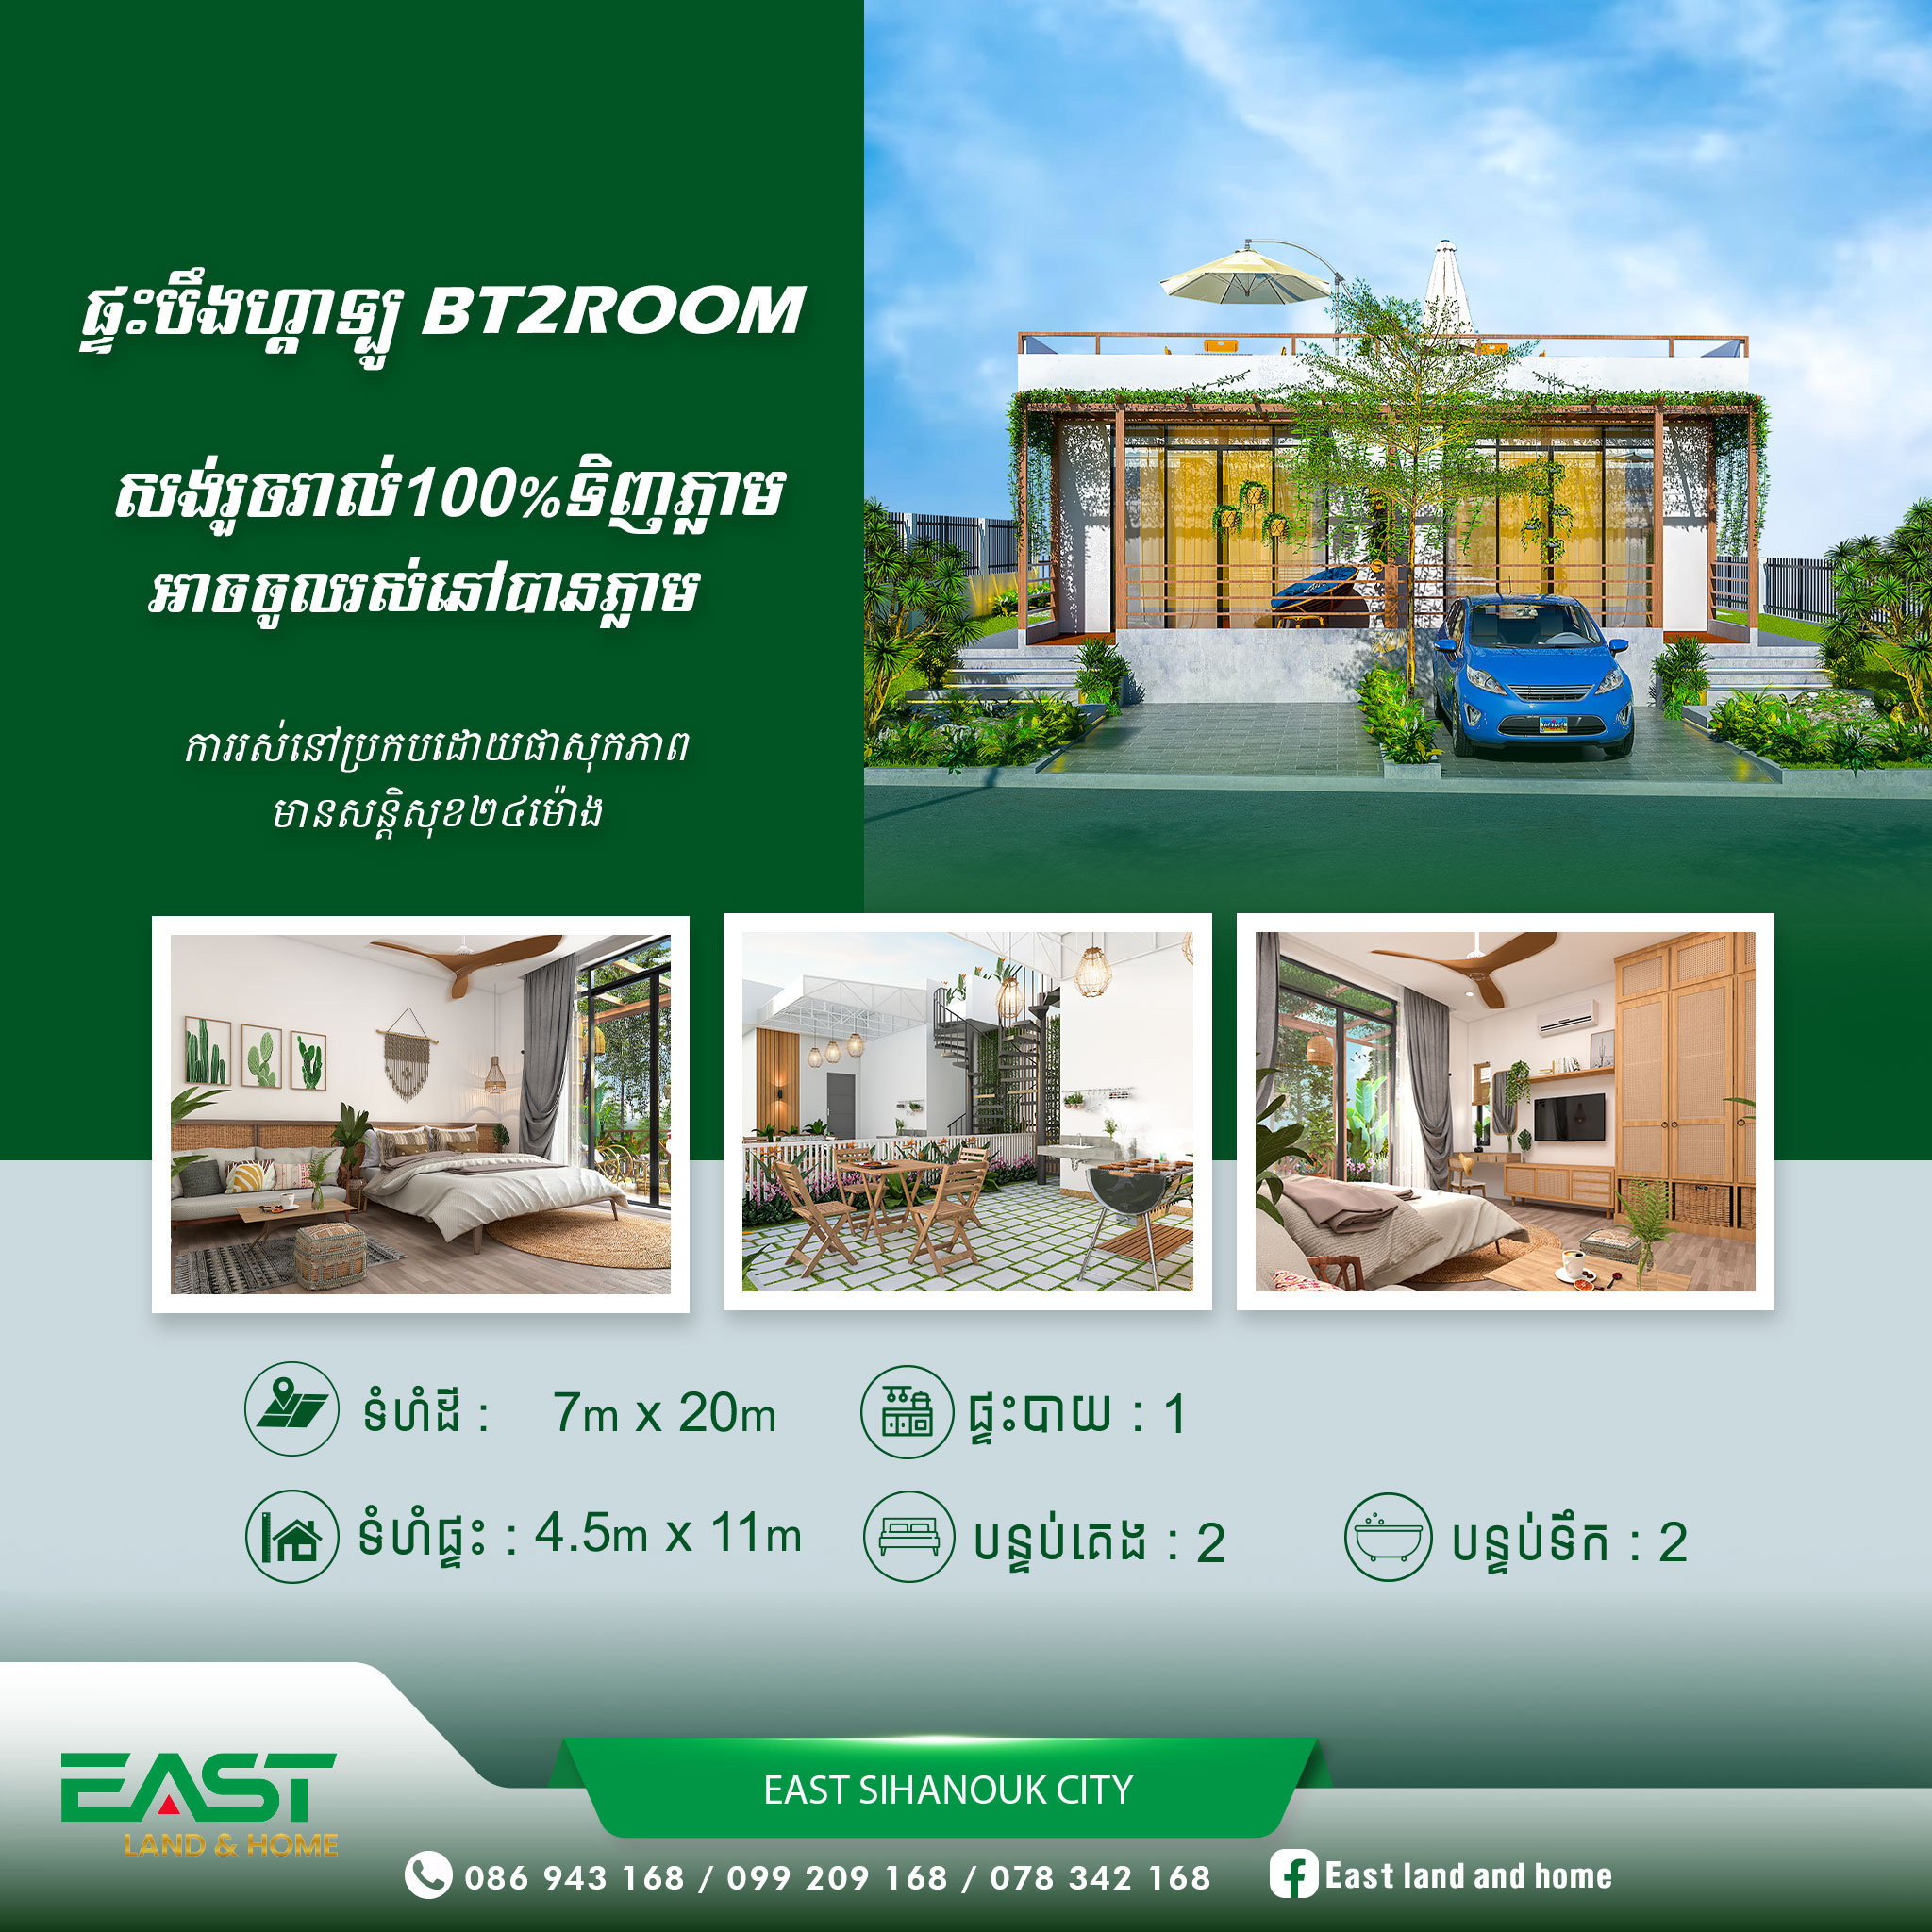 ផ្ទះបឹងហ្គាឡូ BT2ROOM
សង់រួចរាល់100%ទិញភ្លាម
អាចចូលរស់នៅបានភ្លាម
ការរស់នៅប្រកបដោយផាសុកភាព
មានសន្តិសុខ២៤ម៉ោង
ទំហំដី : 7m x 20m
ផ្ទះបាយ : 1
ទំហំផ្ទះ : 4.5m x 11m
បន្ទប់គេង : 2
បន្ទប់ទឹក : 2
EAST
LAND & HOME
EAST SIHANOUK CITY
086 943 168 / 099 209 168 / 078 342 168
East land and home